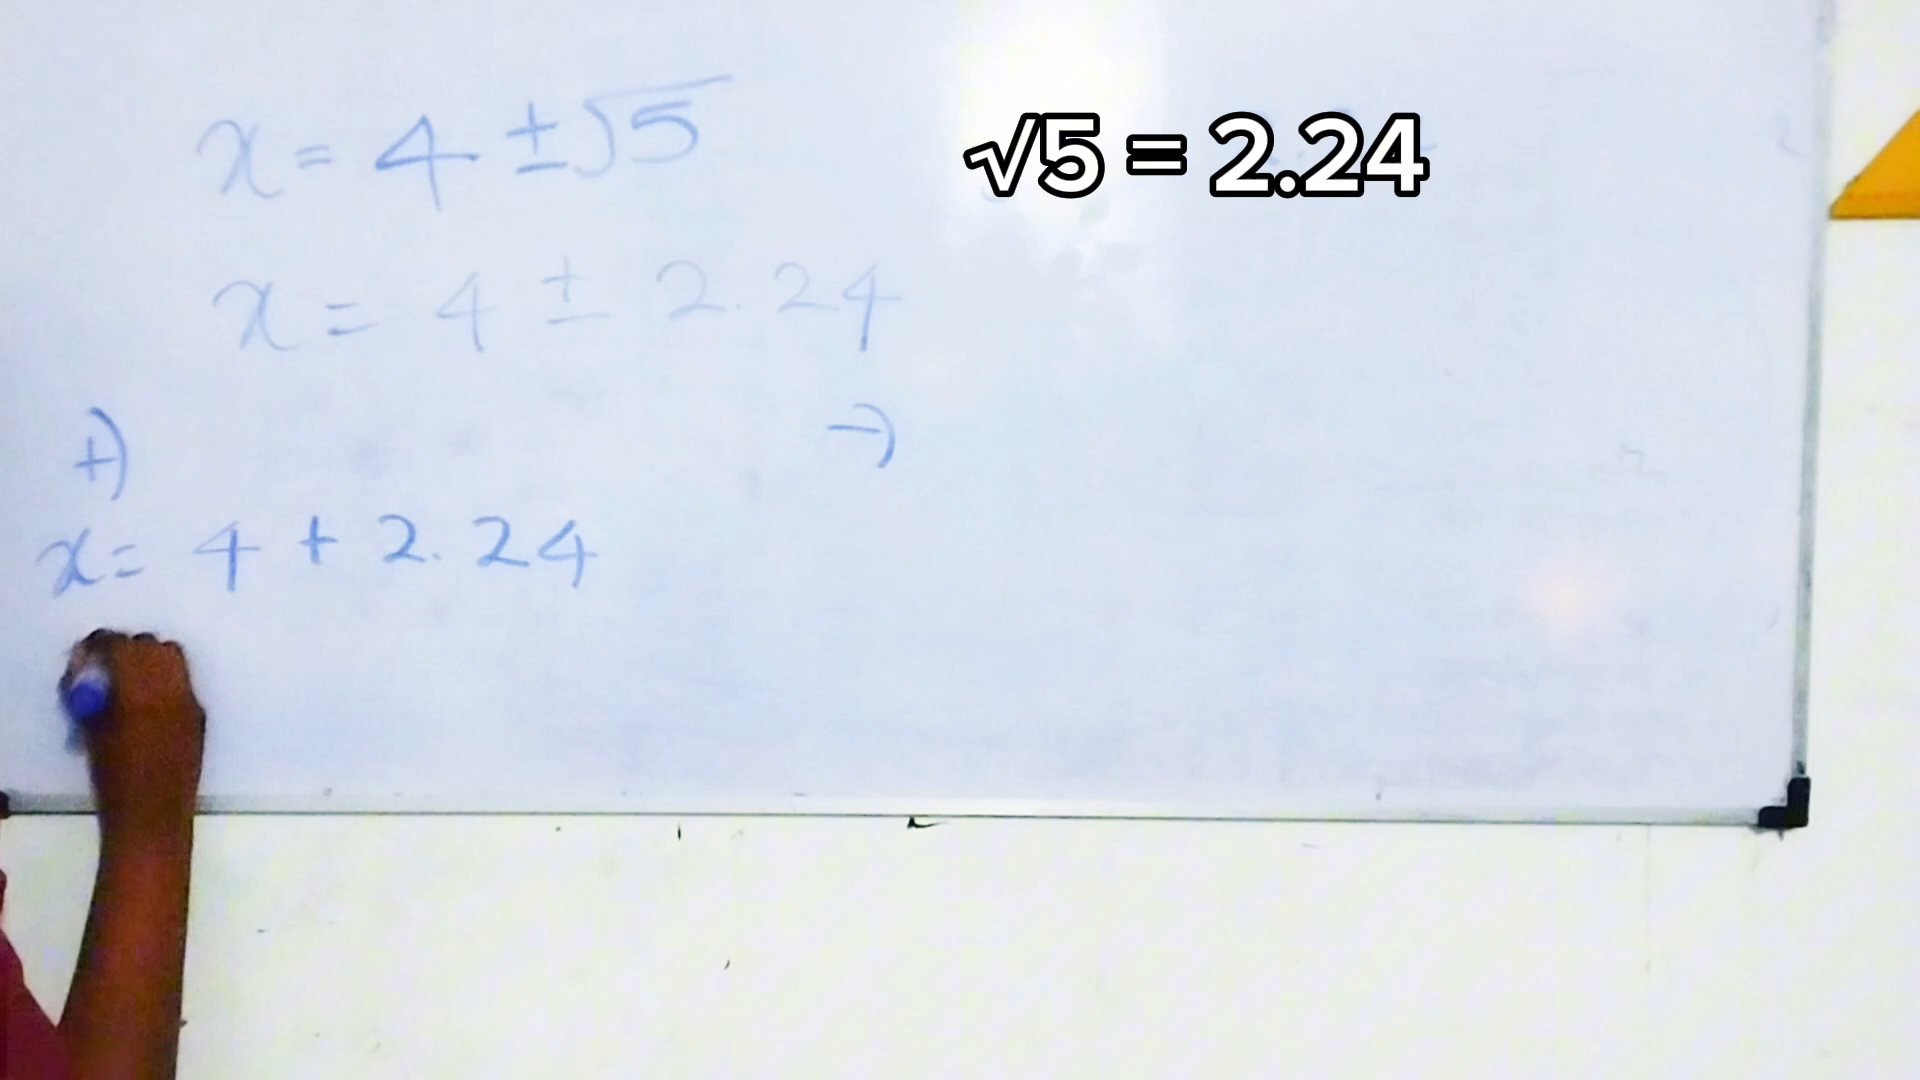 x = 4 ±√5
√5 = 2.24
x = 4 ± 2.24
+)
-)
x = 4 + 2.24